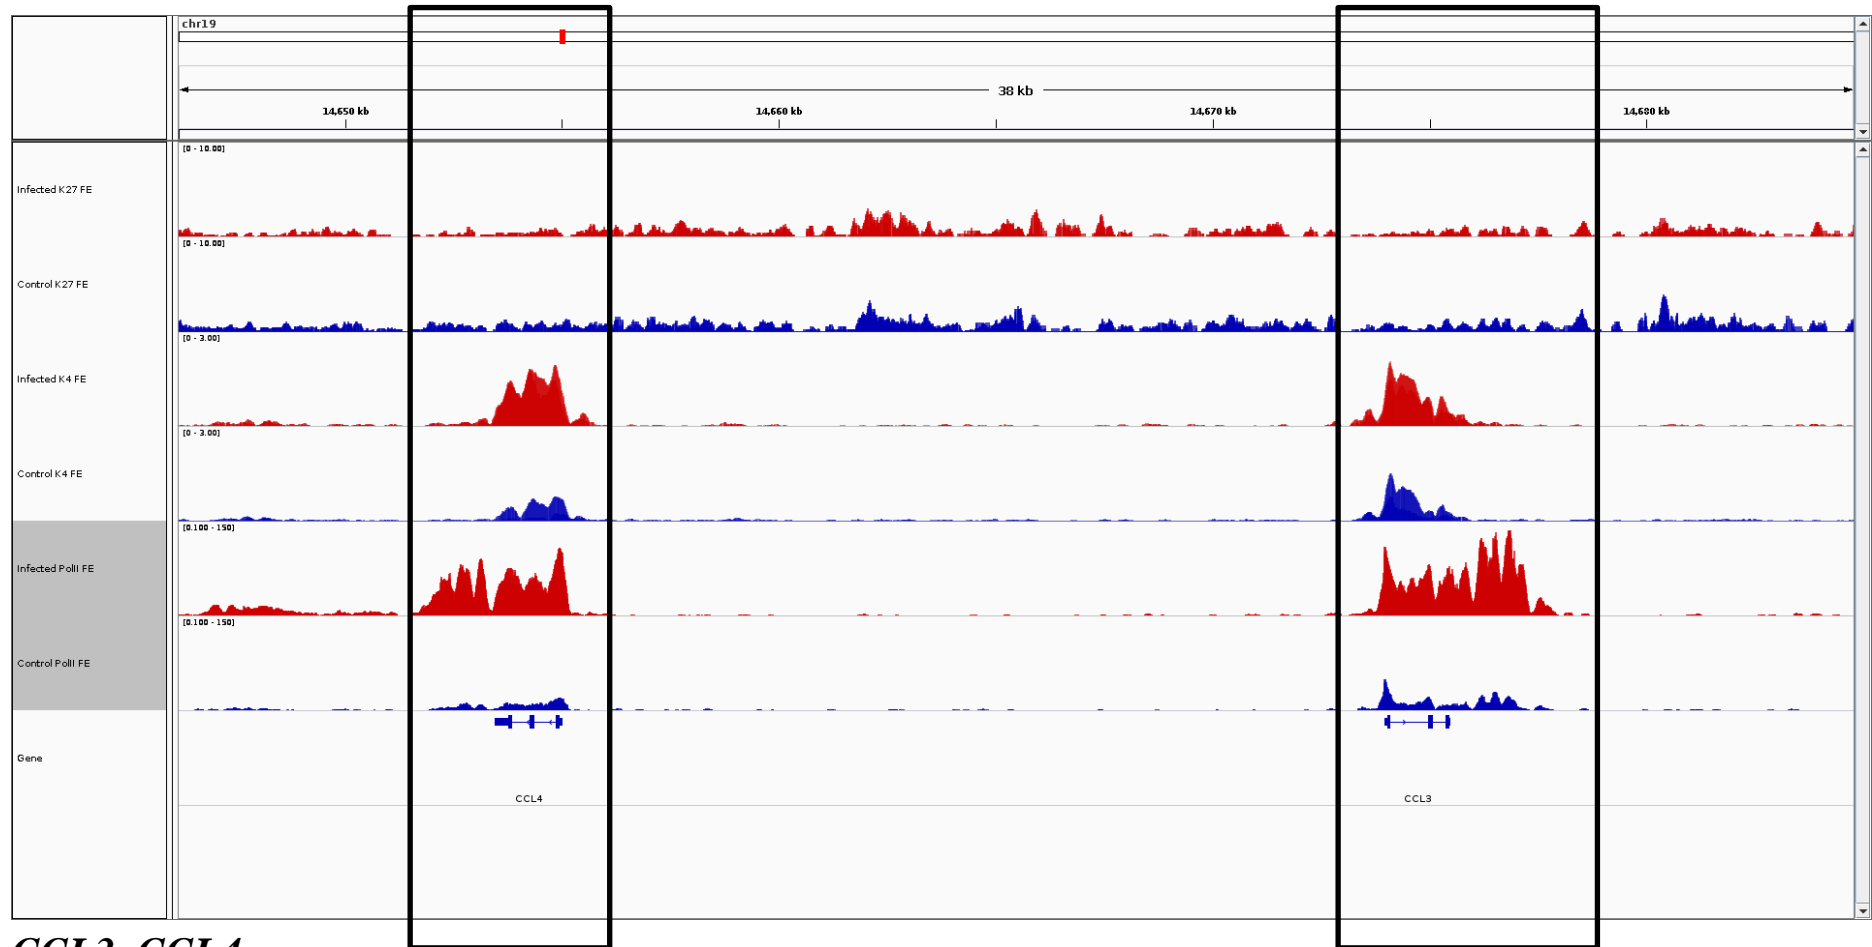 chr19
38 kb
14,650 kb 14,660 kb 14,670 kb 14,680 kb
[0 - 10.00]
Infected K27 FE
[0 - 10.00]
Control K27 FE
[0 - 3.00]
Infected K4 FE
[0 - 3.00]
Control K4 FE
[0.100 - 150]
Infected PolII FE
[0.100 - 150]
Control PolII FE
Gene
CCL4 CCL3
CCL3, CCL4